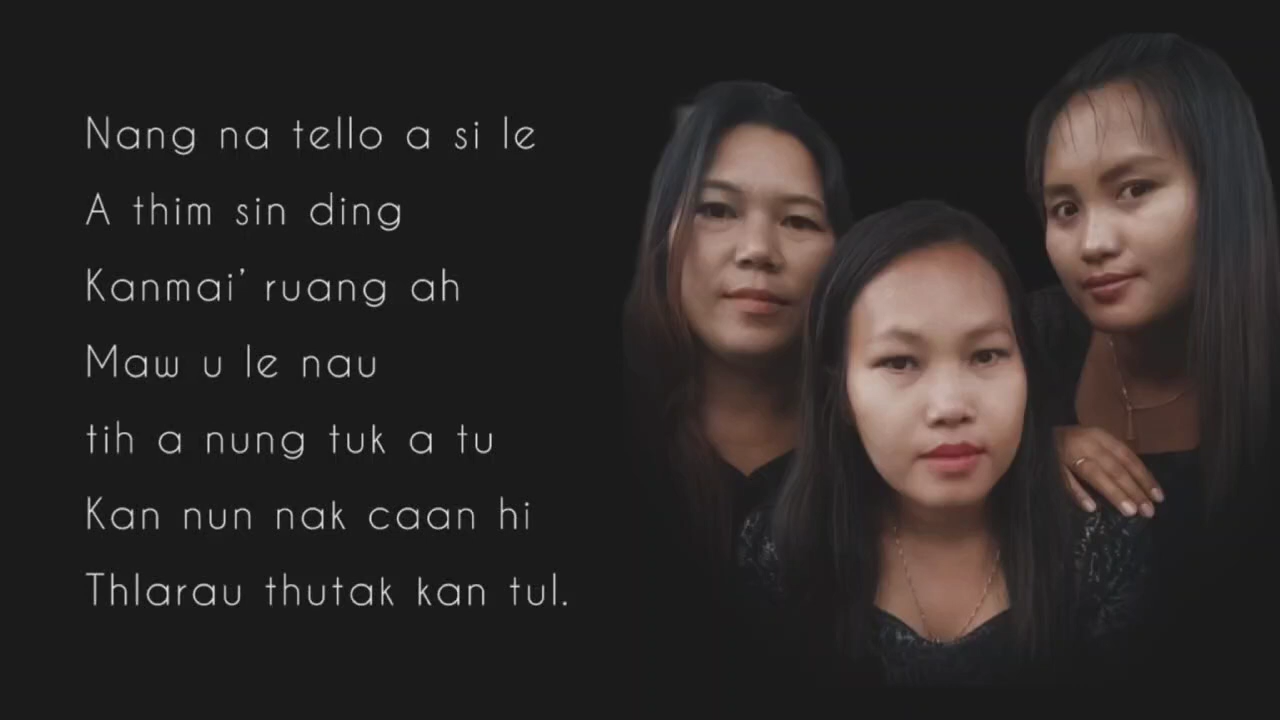 Nang na tello a si le
A thim sin ding
Kanmai' ruang ah
Maw u le nau
tih a nung tuk a tu
Kan nun nak caan hi
Thlarau thutak kan tul.